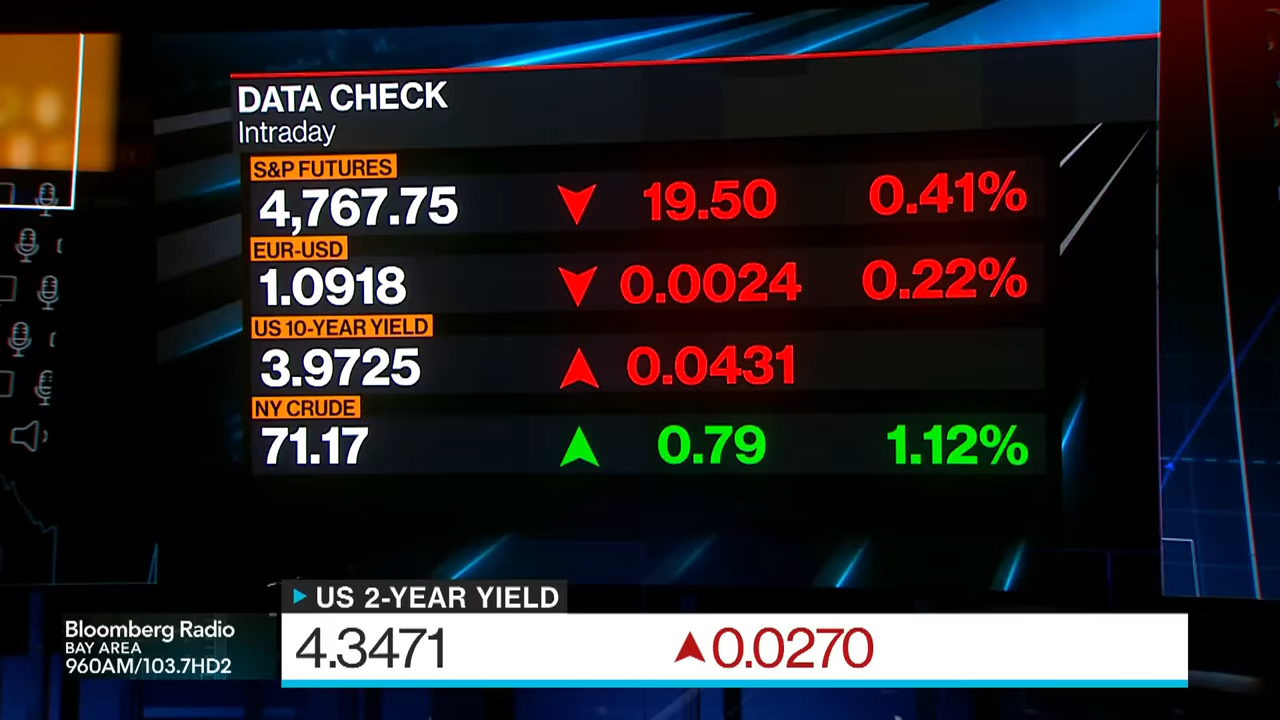 DATA CHECK
Intraday
S&P FUTURES
4,767.75 19.50 0.41%
EUR-USD
1.0918 0.0024 0.22%
US 10-YEAR YIELD
3.9725 0.0431
NY CRUDE
71.17 0.79 1.12%
US 2-YEAR YIELD
4.3471 0.0270
Bloomberg Radio
BAY AREA
960AM/103.7HD2